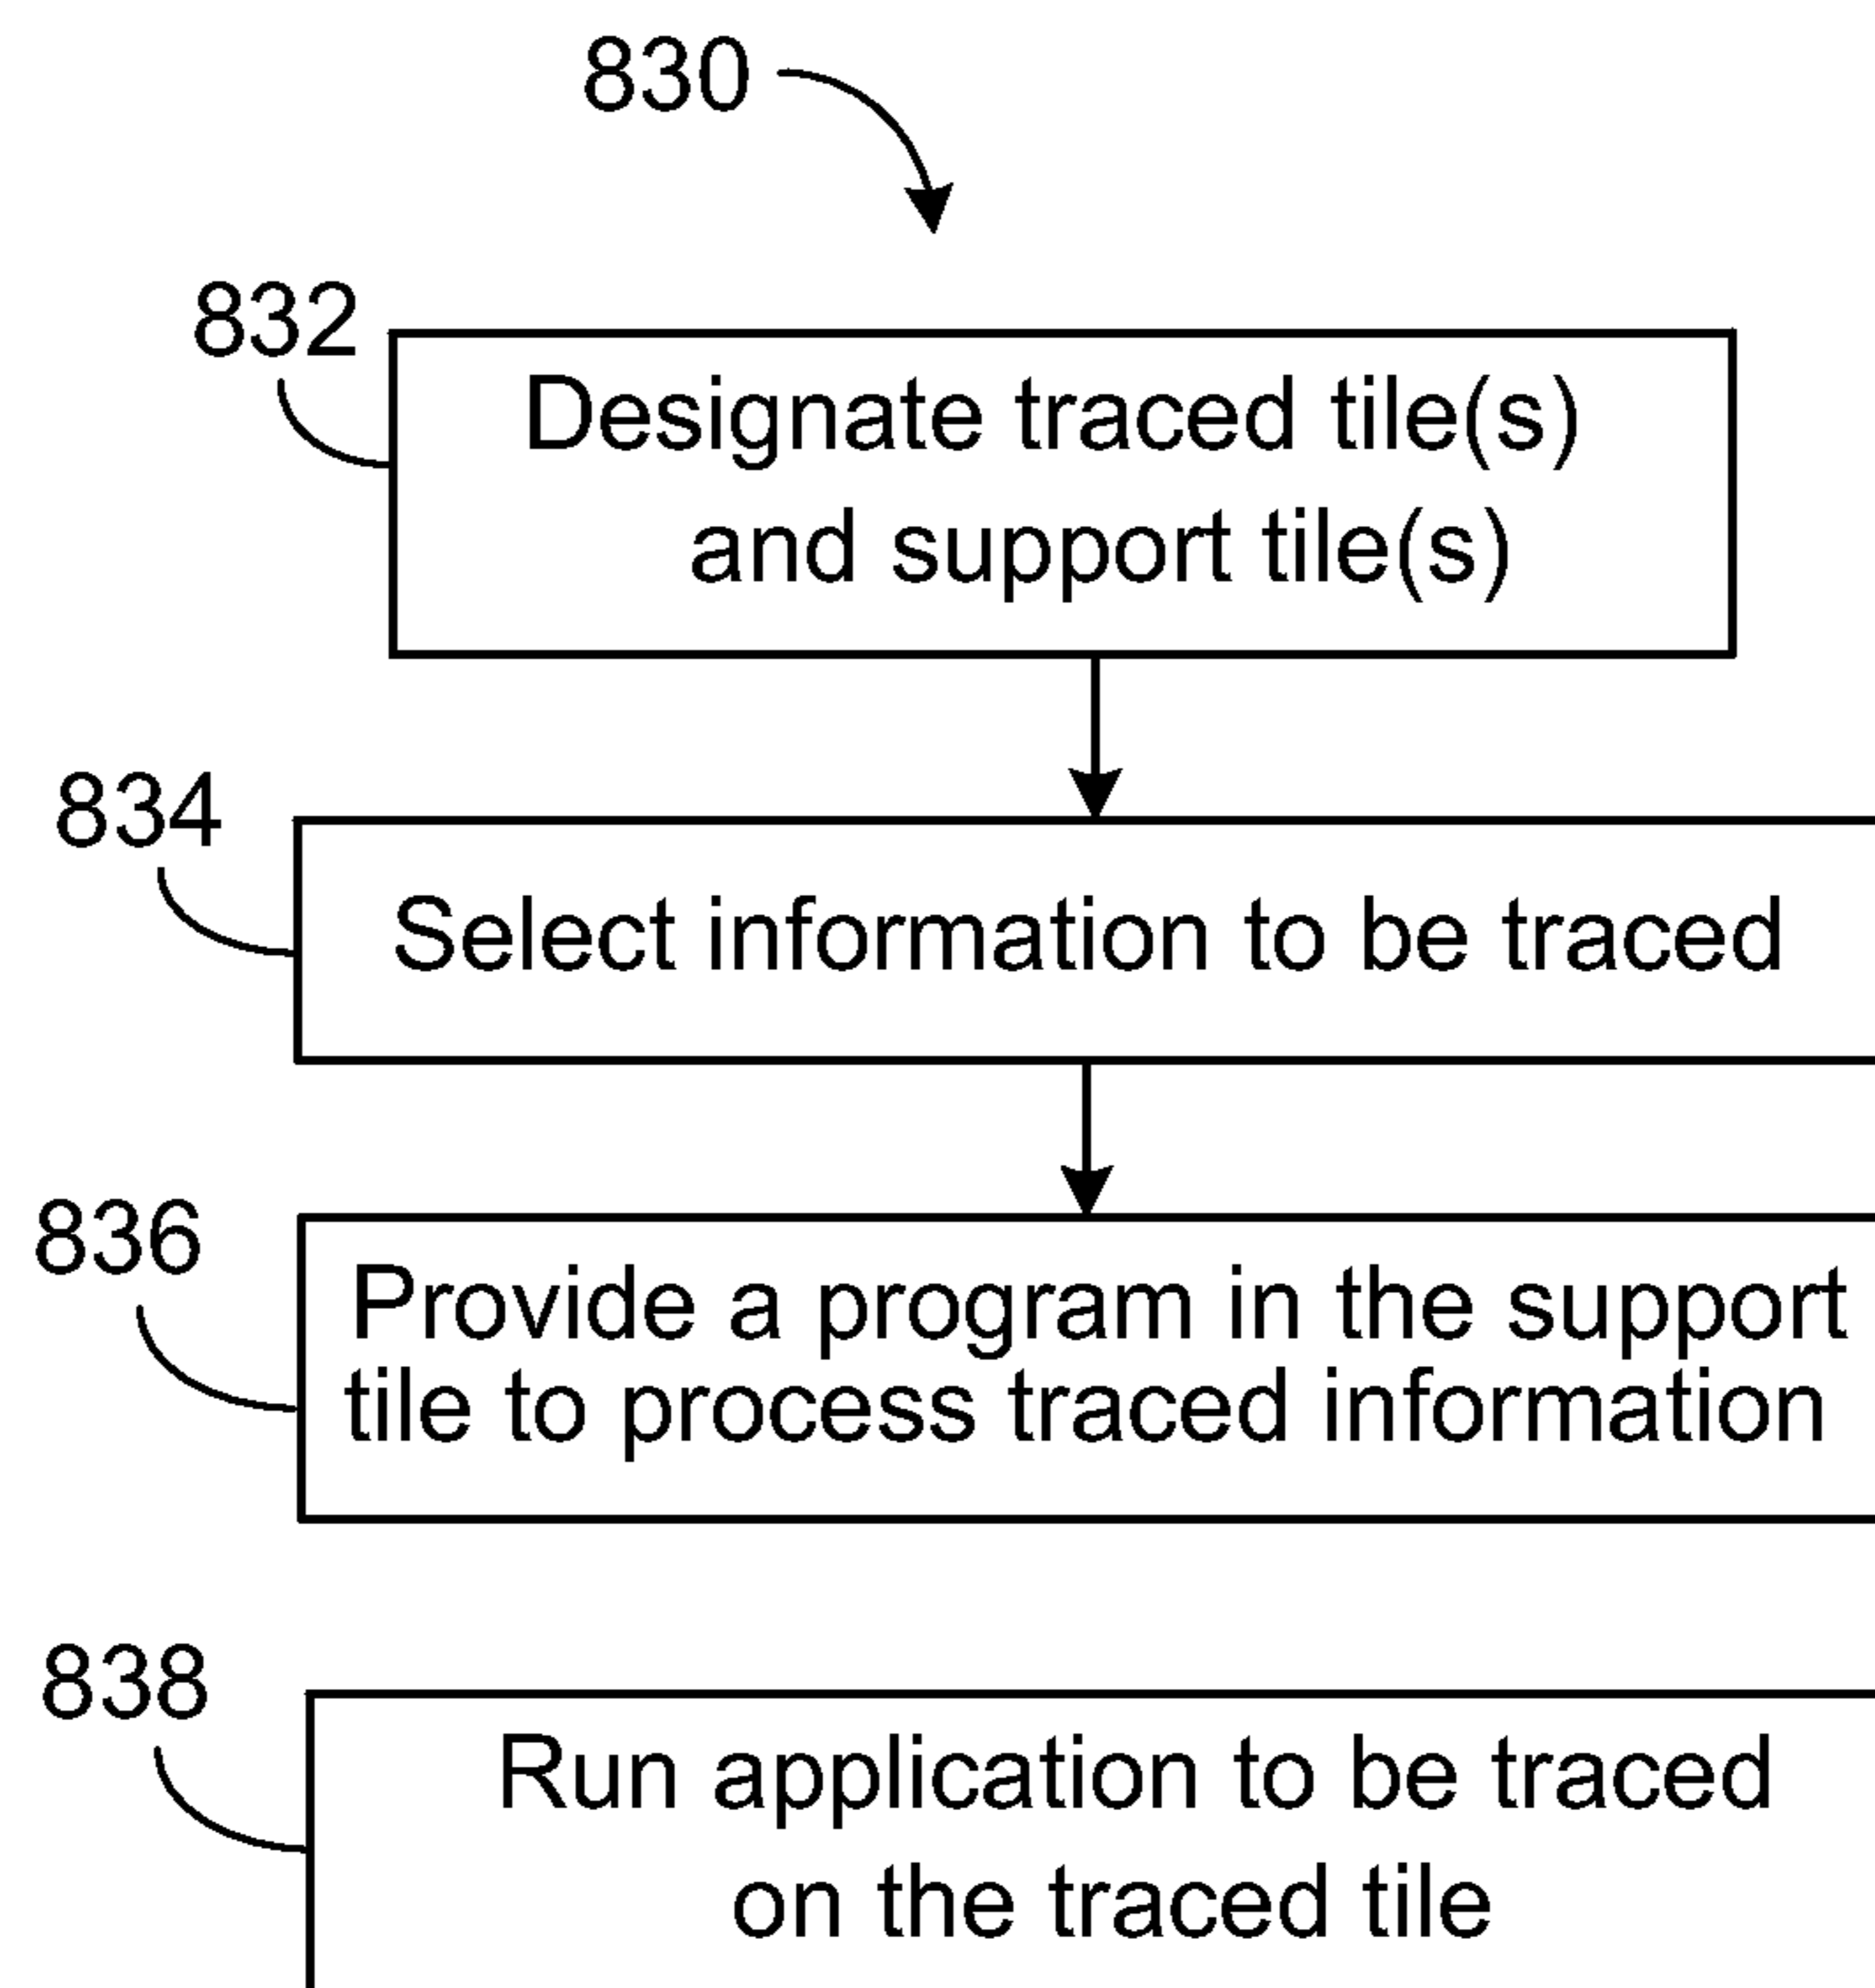 830
832
Designate traced tile(s)
and support tile(s)
834
Select information to be traced
836
Provide a program in the support
tile to process traced information
838
Run application to be traced
on the traced tile